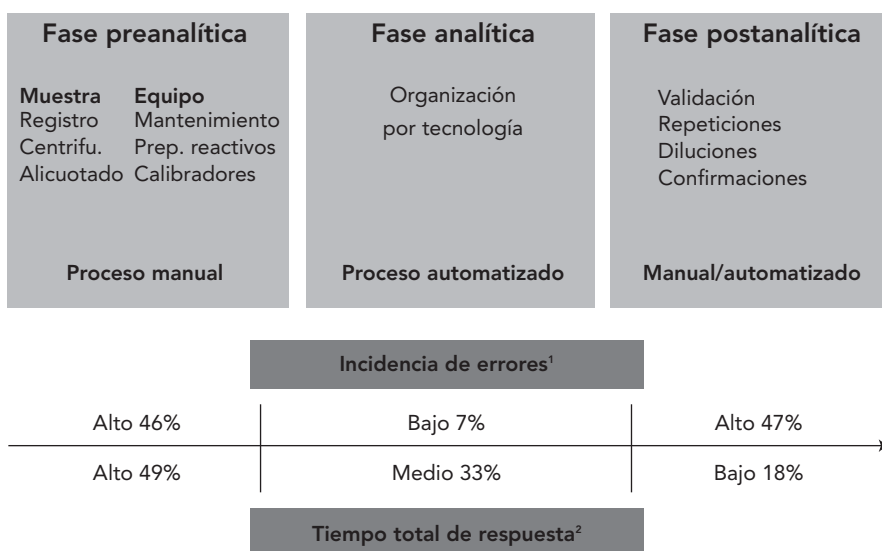 Fase preanalítica
Muestra Equipo
Registro Mantenimiento
Centrifu. Prep. reactivos
Alicuotado Calibradores
Proceso manual
Fase analítica
Organización
por tecnología
Proceso automatizado
Fase postanalítica
Validación
Repeticiones
Diluciones
Confirmaciones
Manual/automatizado
Incidencia de errores¹
Alto 46% Bajo 7% Alto 47%
Alto 49% Medio 33% Bajo 18%
Tiempo total de respuesta²